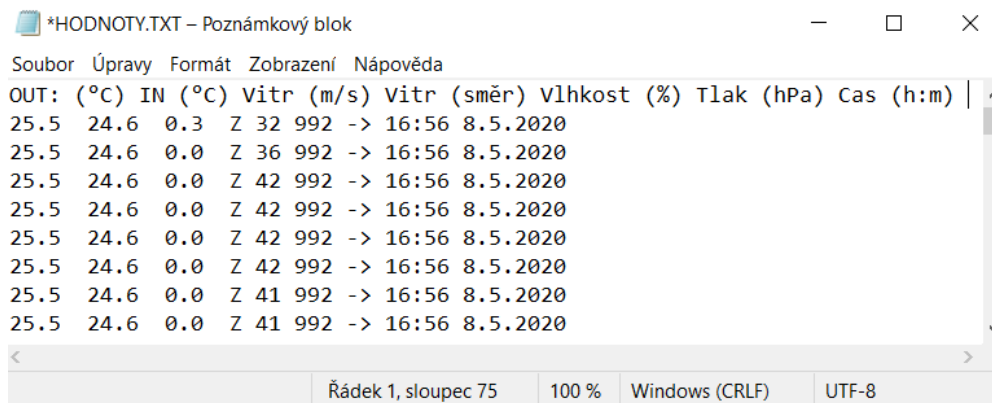 *HODNOTY.TXT – Poznámkový blok
Soubor Úpravy Formát Zobrazení Nápověda
OUT: (°C) IN (°C) Vitr (m/s) Vitr (směr) Vlhkost (%) Tlak (hPa) Cas (h:m)
25.5  24.6  0.3  Z 32 992 -> 16:56 8.5.2020
25.5  24.6  0.0  Z 36 992 -> 16:56 8.5.2020
25.5  24.6  0.0  Z 42 992 -> 16:56 8.5.2020
25.5  24.6  0.0  Z 42 992 -> 16:56 8.5.2020
25.5  24.6  0.0  Z 42 992 -> 16:56 8.5.2020
25.5  24.6  0.0  Z 42 992 -> 16:56 8.5.2020
25.5  24.6  0.0  Z 41 992 -> 16:56 8.5.2020
25.5  24.6  0.0  Z 41 992 -> 16:56 8.5.2020
Řádek 1, sloupec 75 100 % Windows (CRLF) UTF-8